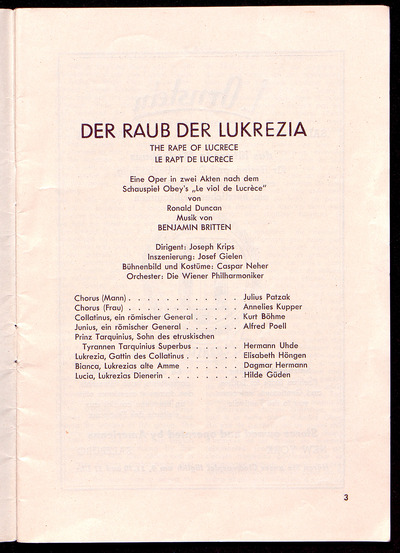 DER RAUB DER LUKREZIA
THE RAPE OF LUCRECE
LE RAPT DE LUCRÈCE
Eine Oper in zwei Akten nach dem
Schauspiel Obey's „Le viol de Lucrèce"
von
Ronald Duncan
Musik von
BENJAMIN BRITTEN
Dirigent: Joseph Krips
Inszenierung: Josef Gielen
Bühnenbild und Kostüme: Caspar Neher
Orchester: Die Wiener Philharmoniker
Chorus (Mann) . . . . . . . . . . . . Julius Patzak
Chorus (Frau) . . . . . . . . . . . . Annelies Kupper
Collatinus, ein römischer General . . . . . Kurt Böhme
Junius, ein römischer General . . . . . . Alfred Poell
Prinz Tarquinius, Sohn des etruskischen
Tyrannen Tarquinius Superbus . . . . . Hermann Uhde
Lukrezia, Gattin des Collatinus . . . . . . Elisabeth Höngen
Bianca, Lukrezias alte Amme . . . . . . Dagmar Hermann
Lucia, Lukrezias Dienerin . . . . . . . . Hilde Güden
3